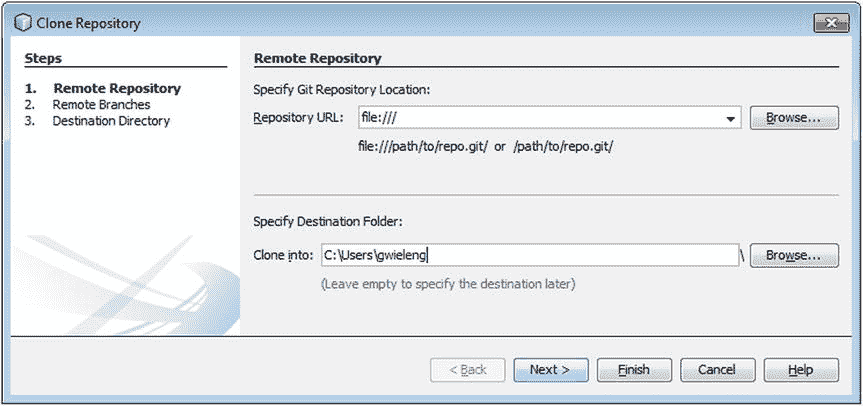 Clone Repository
Steps
1. Remote Repository
2. Remote Branches
3. Destination Directory
Remote Repository
Specify Git Repository Location:
Repository URL: file:/// Browse...
file:///path/to/repo.git/ or /path/to/repo.git/
Specify Destination Folder:
Clone into: C:\Users\gwieleng \ Browse...
(Leave empty to specify the destination later)
< Back Next > Finish Cancel Help